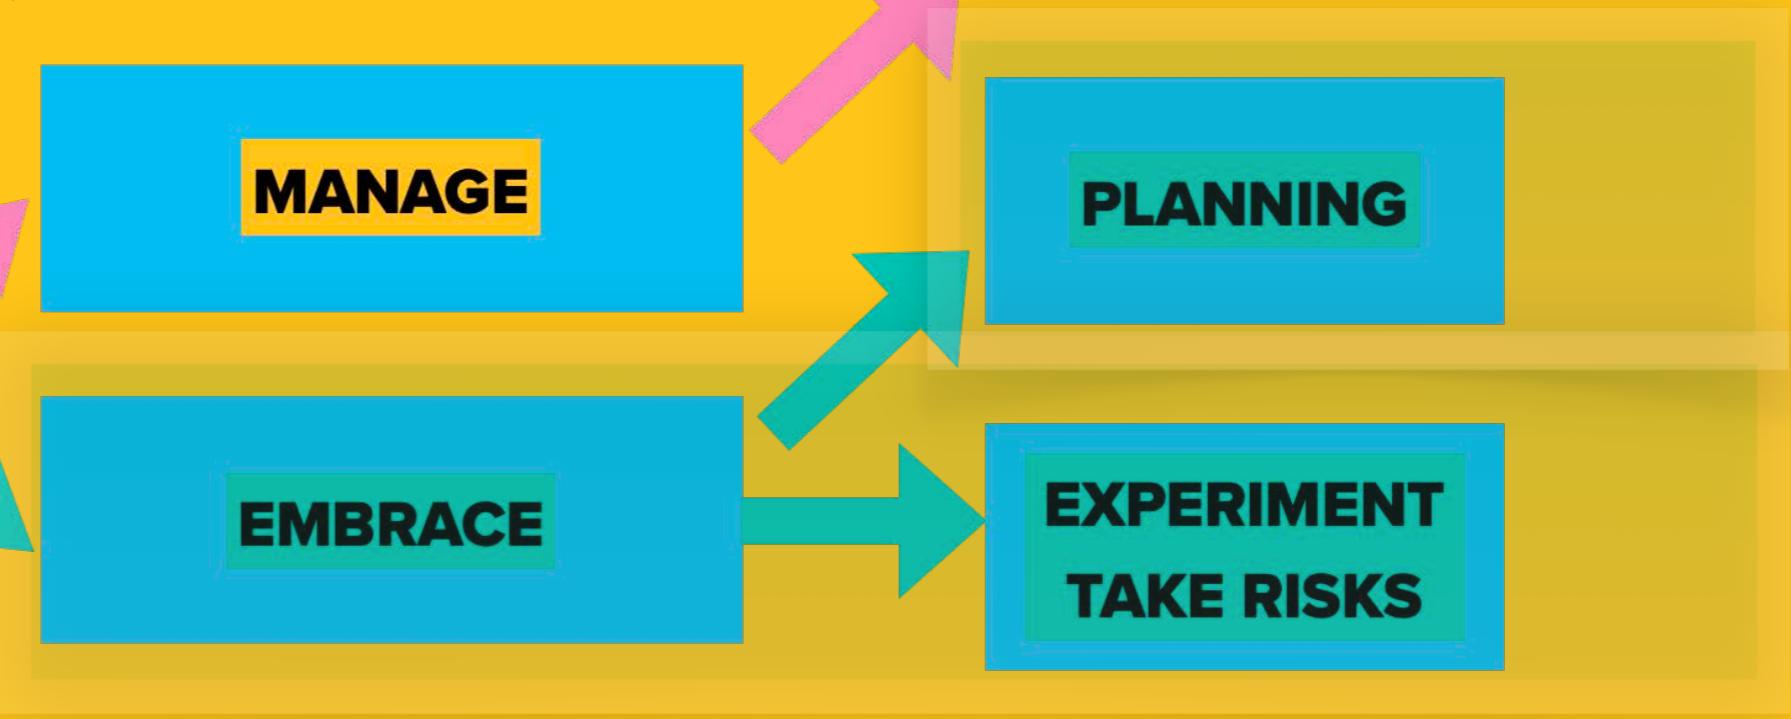 MANAGE
PLANNING
EMBRACE
EXPERIMENT
TAKE RISKS